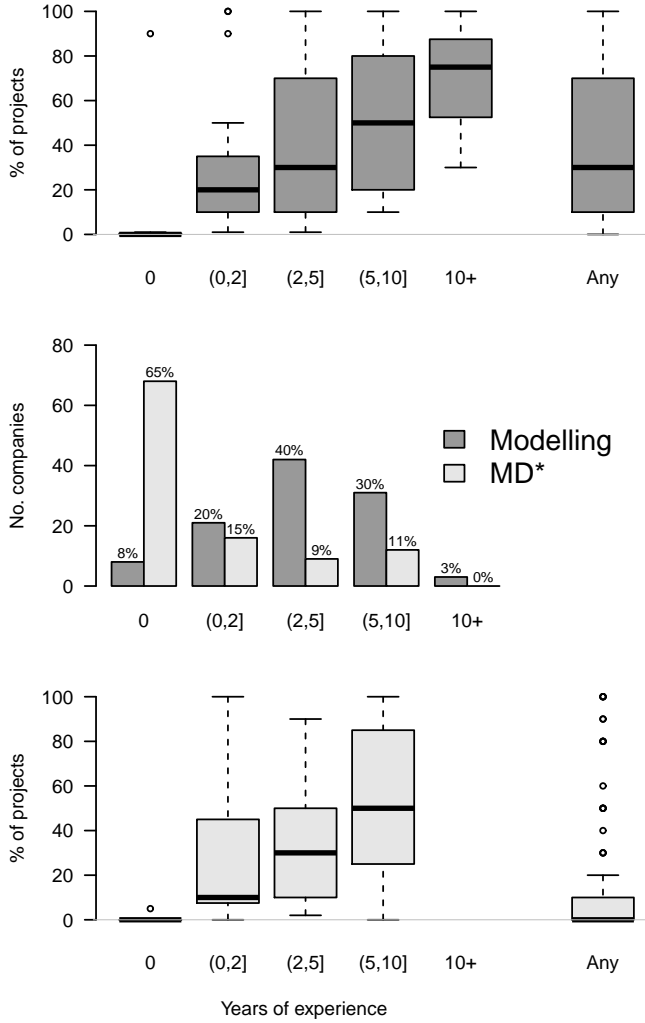 100
80
60
40
20
0
% of projects
0 (0,2] (2,5] (5,10] 10+ Any
80
60
40
20
0
No. companies
8% 68%
20% 15%
40% 9%
30% 11%
3% 0%
Modelling
MD*
0 (0,2] (2,5] (5,10] 10+
100
80
60
40
20
0
% of projects
0 (0,2] (2,5] (5,10] 10+ Any
Years of experience